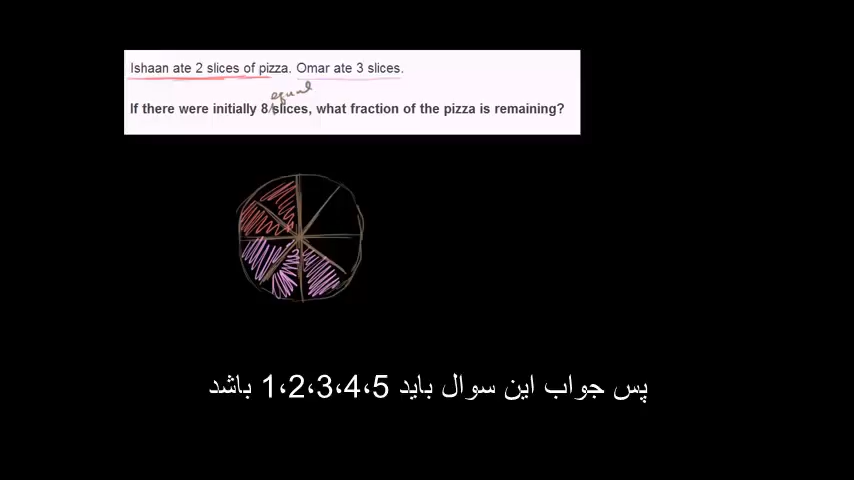 Ishaan ate 2 slices of pizza. Omar ate 3 slices.
equal
If there were initially 8 slices, what fraction of the pizza is remaining?
پس جواب این سوال باید 1،2،3،4،5 باشد